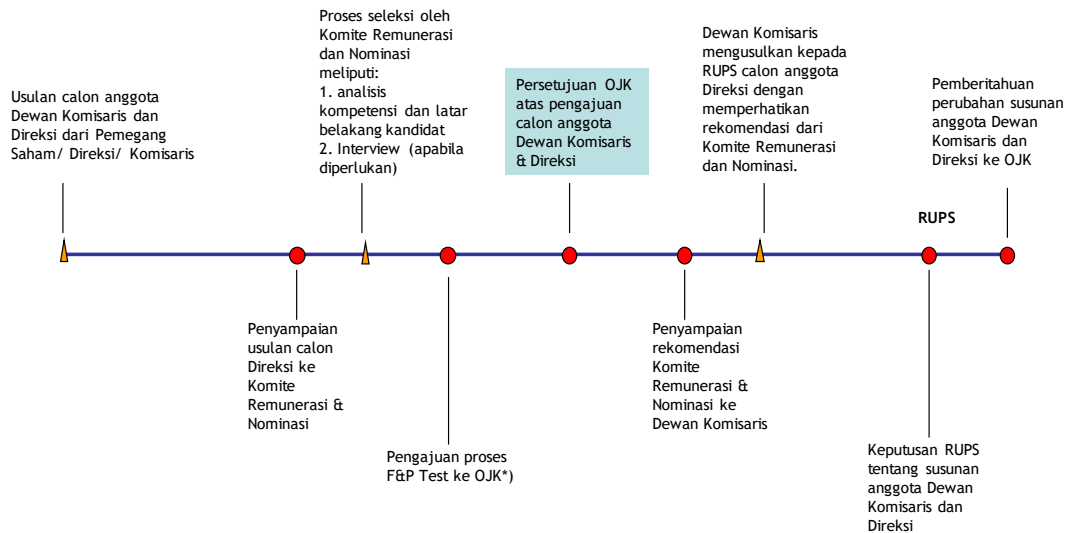 Usulan calon anggota
Dewan Komisaris dan
Direksi dari Pemegang
Saham/ Direksi/ Komisaris
Proses seleksi oleh
Komite Remunerasi
dan Nominasi
meliputi:
1. analisis
kompetensi dan latar
belakang kandidat
2. Interview (apabila
diperlukan)
Persetujuan OJK
atas pengajuan
calon anggota
Dewan Komisaris
& Direksi
Dewan Komisaris
mengusulkan kepada
RUPS calon anggota
Direksi dengan
memperhatikan
rekomendasi dari
Komite Remunerasi
dan Nominasi.
Pemberitahuan
perubahan susunan
anggota Dewan
Komisaris dan
Direksi ke OJK
RUPS
Penyampaian
usulan calon
Direksi ke
Komite
Remunerasi &
Nominasi
Pengajuan proses
F&P Test ke OJK*)
Penyampaian
rekomendasi
Komite
Remunerasi &
Nominasi ke
Dewan Komisaris
Keputusan RUPS
tentang susunan
anggota Dewan
Komisaris dan
Direksi